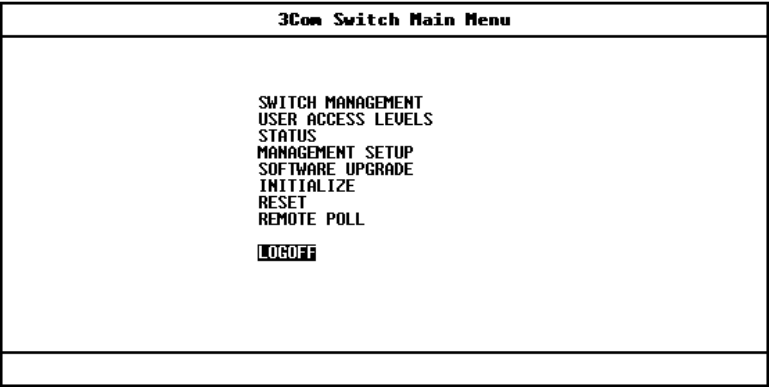 3Com Switch Main Menu
SWITCH MANAGEMENT
USER ACCESS LEVELS
STATUS
MANAGEMENT SETUP
SOFTWARE UPGRADE
INITIALIZE
RESET
REMOTE POLL
LOGOFF